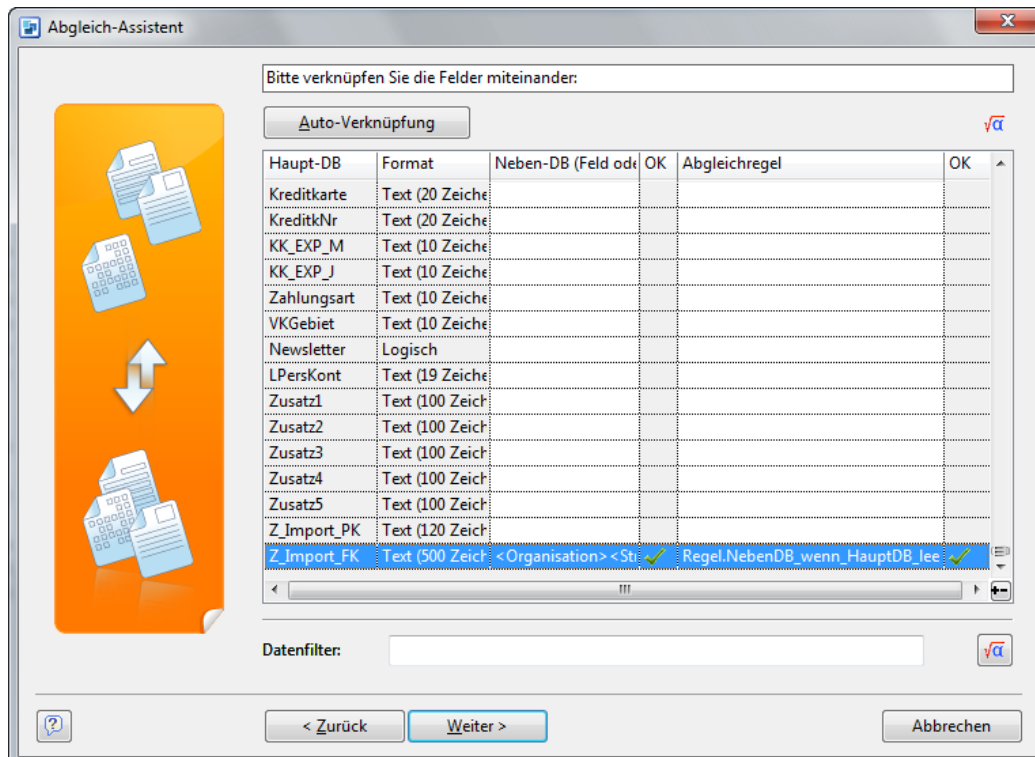 Abgleich-Assistent
Bitte verknüpfen Sie die Felder miteinander:
Auto-Verknüpfung
√α
Haupt-DB Format Neben-DB (Feld ode OK Abgleichregel OK
Kreditkarte Text (20 Zeiche
KreditkNr Text (20 Zeiche
KK_EXP_M Text (10 Zeiche
KK_EXP_J Text (10 Zeiche
Zahlungsart Text (10 Zeiche
VKGebiet Text (10 Zeiche
Newsletter Logisch
LPersKont Text (19 Zeiche
Zusatz1 Text (100 Zeich
Zusatz2 Text (100 Zeich
Zusatz3 Text (100 Zeich
Zusatz4 Text (100 Zeich
Zusatz5 Text (100 Zeich
Z_Import_PK Text (120 Zeich
Z_Import_FK Text (500 Zeich <Organisation><St Regel.NebenDB_wenn_HauptDB_lee
Datenfilter:
√α
< Zurück Weiter > Abbrechen